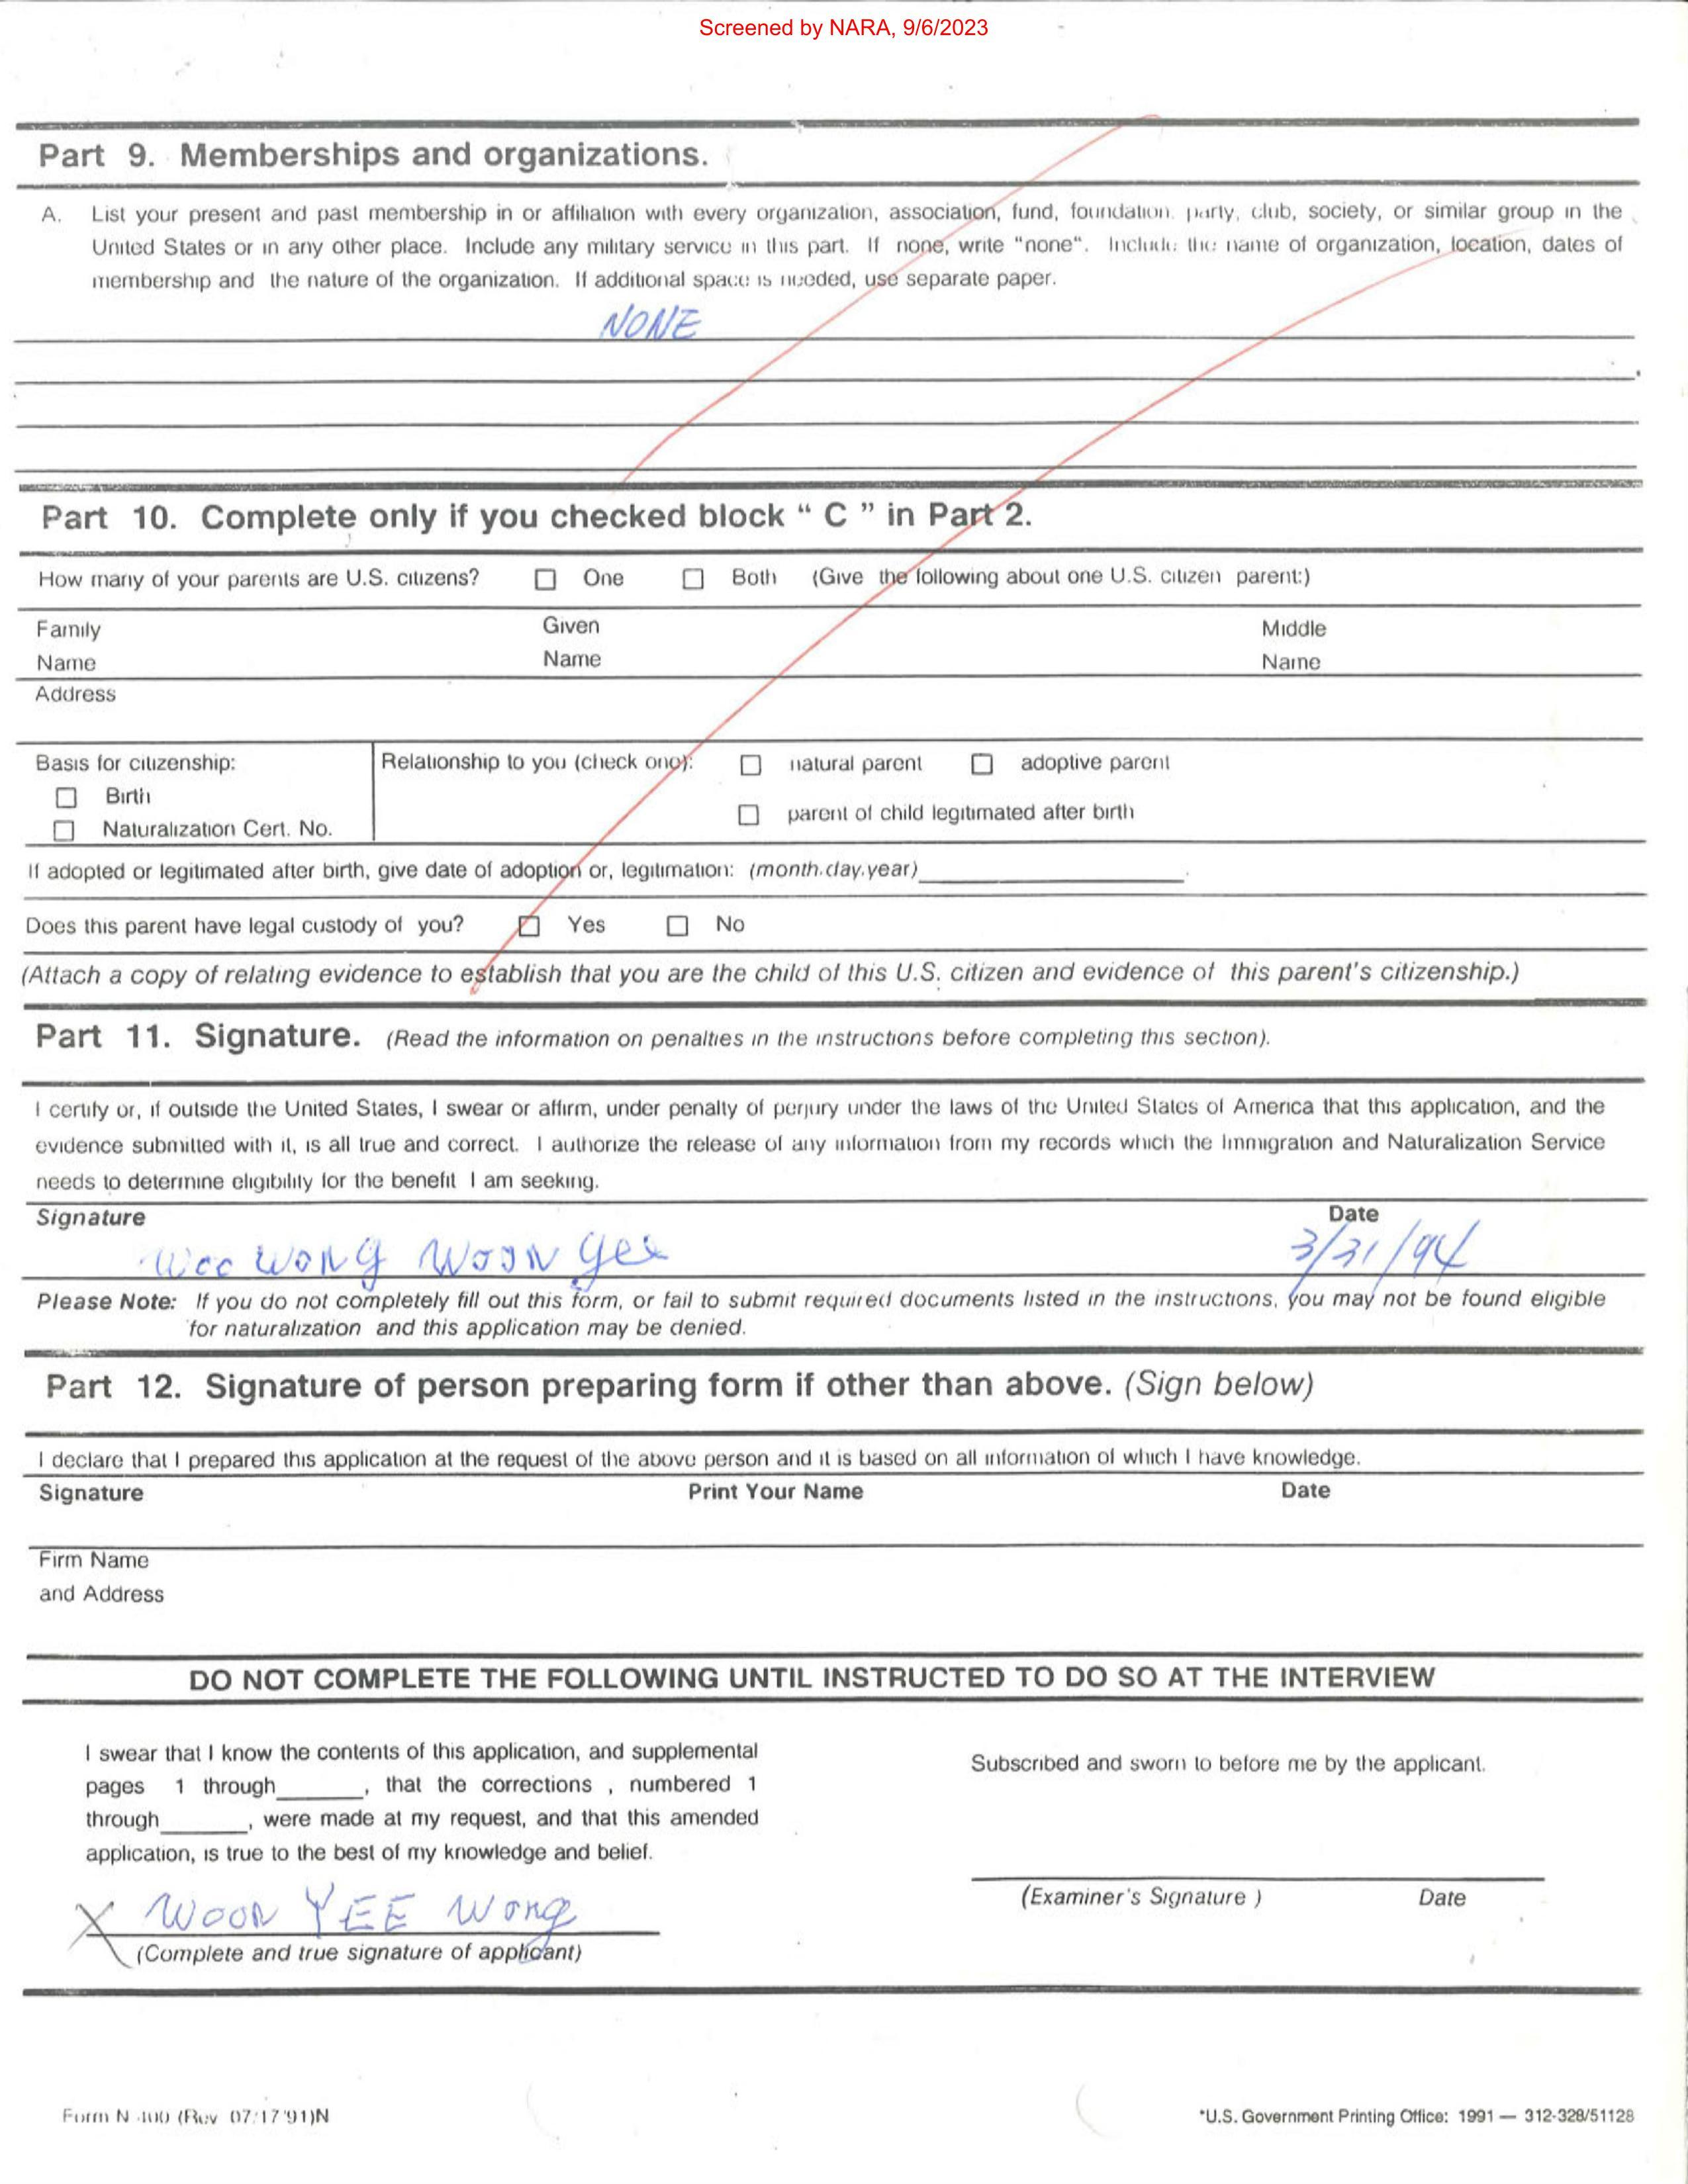 Screened by NARA, 9/6/2023
Part 9. Memberships and organizations.
A. List your present and past membership in or affiliation with every organization, association, fund, foundation, party, club, society, or similar group in the
United States or in any other place. Include any military service in this part. If none, write "none". Include the name of organization, location, dates of
membership and the nature of the organization. If additional space is needed, use separate paper.
NONE
Part 10. Complete only if you checked block " C " in Part 2.
How many of your parents are U.S. citizens? One Both (Give the following about one U.S. citizen parent:)
Family Given Middle
Name Name Name
Address
Basis for citizenship: Relationship to you (check one): natural parent adoptive parent
Birth
parent of child legitimated after birth
Naturalization Cert. No.
If adopted or legitimated after birth, give date of adoption or, legitimation: (month.day.year)
Does this parent have legal custody of you? Yes No
(Attach a copy of relating evidence to establish that you are the child of this U.S. citizen and evidence of this parent's citizenship.)
Part 11. Signature. (Read the information on penalties in the instructions before completing this section).
I certify or, if outside the United States, I swear or affirm, under penalty of perjury under the laws of the United States of America that this application, and the
evidence submitted with it, is all true and correct. I authorize the release of any information from my records which the Immigration and Naturalization Service
needs to determine eligibility for the benefit I am seeking.
Signature Date
WONG WOON Yee 3/31/94
Please Note: If you do not completely fill out this form, or fail to submit required documents listed in the instructions, you may not be found eligible
for naturalization and this application may be denied.
Part 12. Signature of person preparing form if other than above. (Sign below)
I declare that I prepared this application at the request of the above person and it is based on all information of which I have knowledge.
Signature Print Your Name Date
Firm Name
and Address
DO NOT COMPLETE THE FOLLOWING UNTIL INSTRUCTED TO DO SO AT THE INTERVIEW
I swear that I know the contents of this application, and supplemental
pages 1 through_______, that the corrections , numbered 1
through_______, were made at my request, and that this amended
application, is true to the best of my knowledge and belief.
Subscribed and sworn to before me by the applicant.
X WOON YEE Wong
(Complete and true signature of applicant)
(Examiner's Signature ) Date
Form N-400 (Rev 07/17/91)N
*U.S. Government Printing Office: 1991 — 312-328/51128